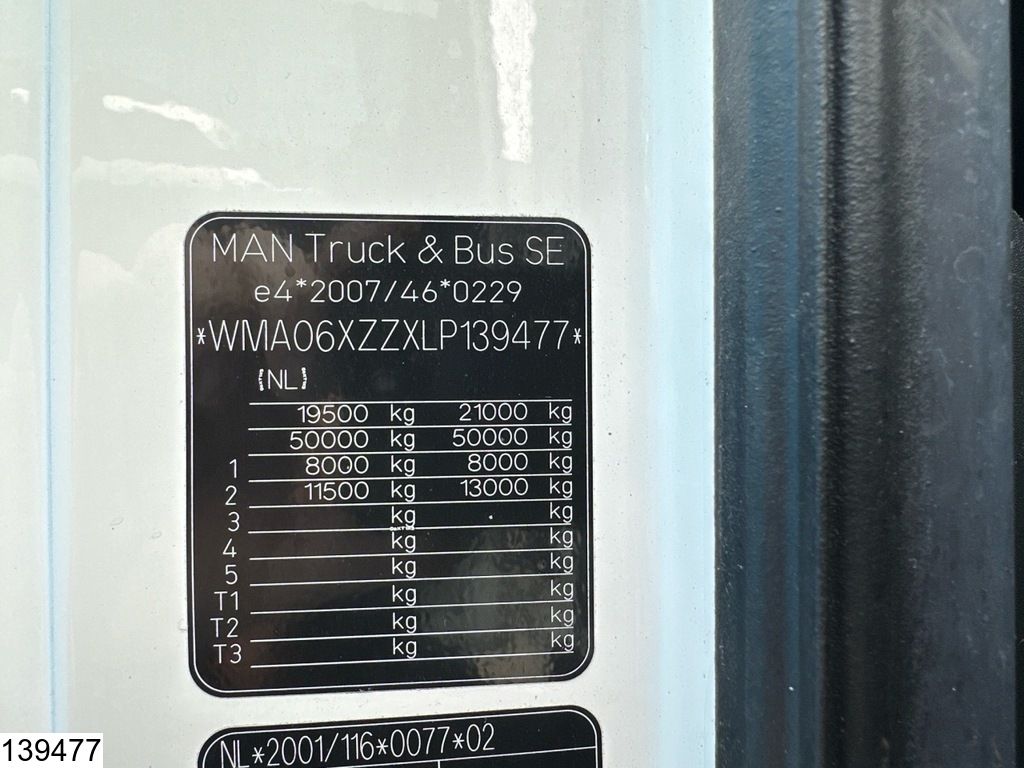 MAN Truck & Bus SE
e4*2007/46*0229
*WMA06XZZXLP139477*
(NL)
19500 kg 21000 kg
50000 kg 50000 kg
1 8000 kg 8000 kg
2 11500 kg 13000 kg
3 kg kg
4 kg kg
5 kg kg
T1 kg kg
T2 kg kg
T3 kg kg
NL*2001/116*0077*02
139477